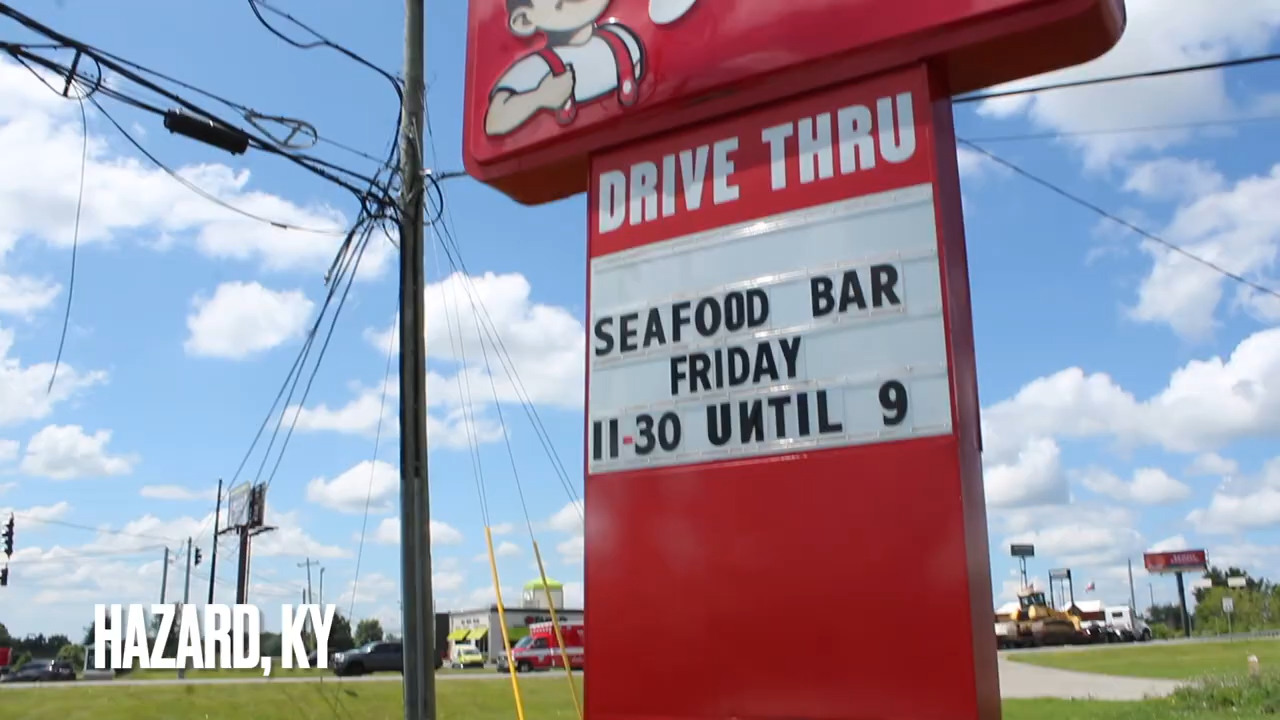 DRIVE THRU
SEAFOOD BAR
FRIDAY
11-30 UNTIL 9
HAZARD, KY